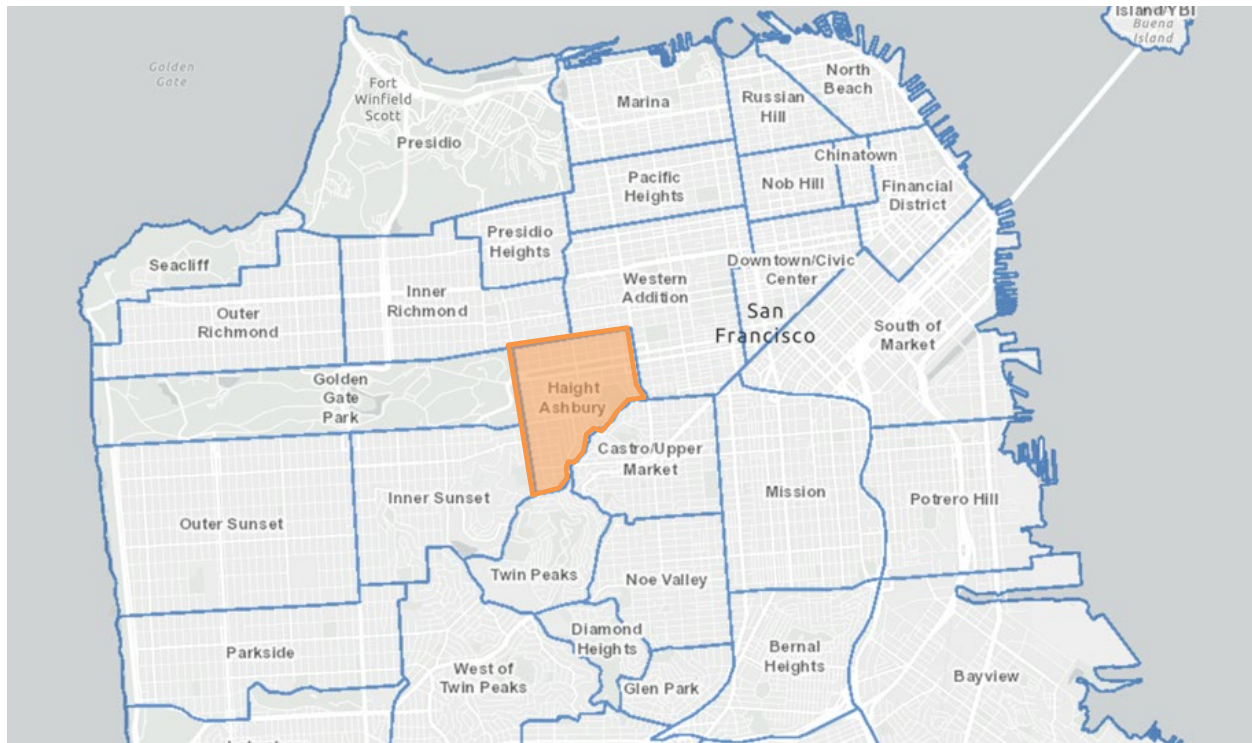 Island/YBI
Buena
Island
Golden
Gate
Fort
Winfield
Scott
Presidio
Marina
Russian
Hill
North
Beach
Pacific
Heights
Nob Hill
Chinatown
Financial
District
Presidio
Heights
Seacliff
Outer
Richmond
Inner
Richmond
Western
Addition
Downtown/Civic
Center
San
Francisco
South of
Market
Golden
Gate
Park
Haight
Ashbury
Castro/Upper
Market
Inner Sunset
Outer Sunset
Mission
Potrero Hill
Twin Peaks
Noe Valley
Diamond
Heights
Parkside
West of
Twin Peaks
Glen Park
Bernal
Heights
Bayview